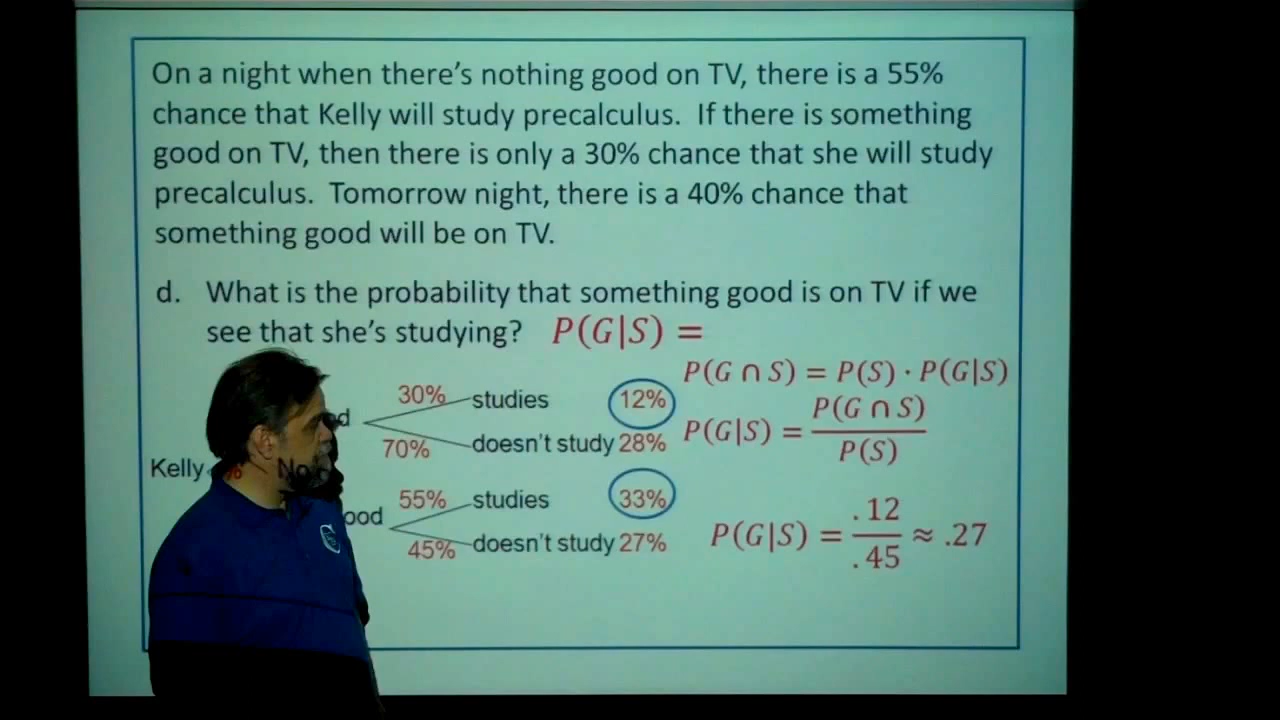 On a night when there's nothing good on TV, there is a 55%
chance that Kelly will study precalculus. If there is something
good on TV, then there is only a 30% chance that she will study
precalculus. Tomorrow night, there is a 40% chance that
something good will be on TV.
d. What is the probability that something good is on TV if we
see that she's studying? P(G|S) =
P(G ∩ S) = P(S) · P(G|S)
30% studies 12%
P(G|S) = P(G ∩ S) / P(S)
70% doesn't study 28%
Kelly
No
55% studies 33%
ood
45% doesn't study 27%
P(G|S) = .12 / .45 ≈ .27